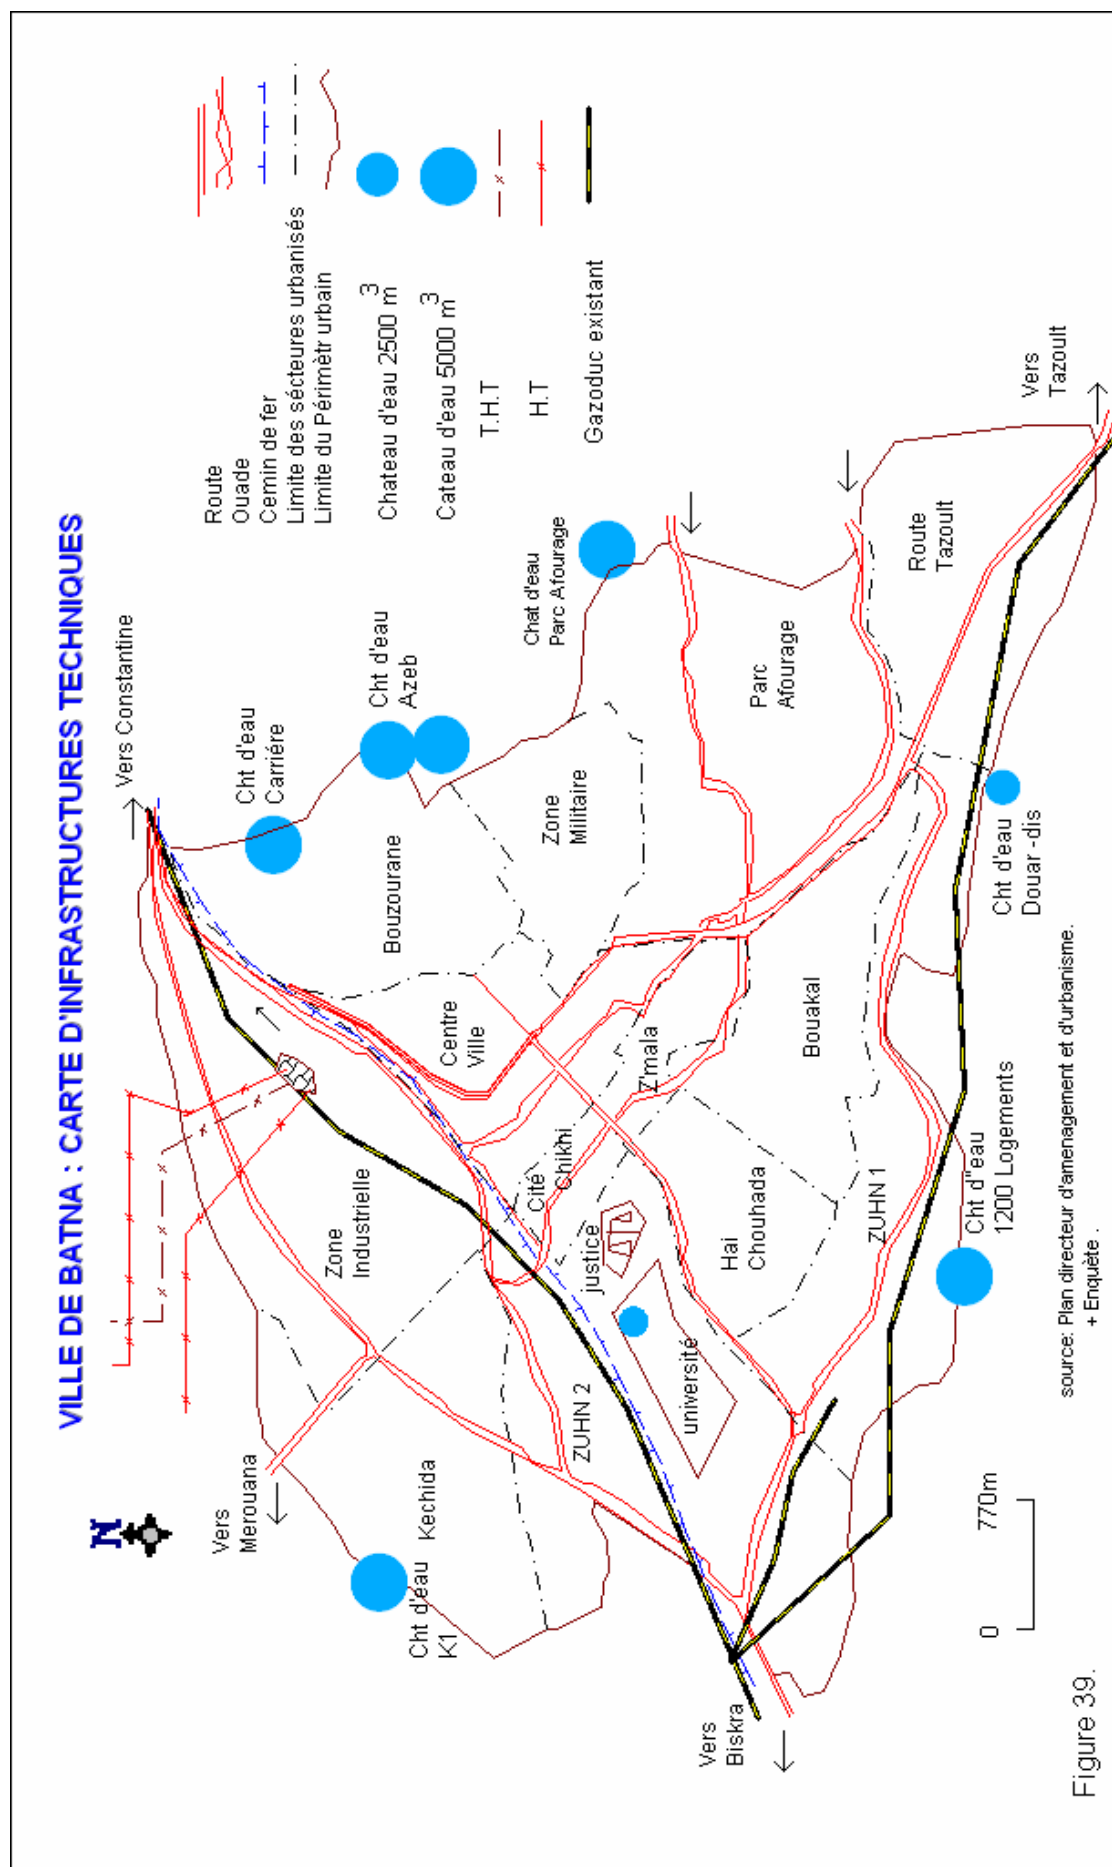 VILLE DE BATNA : CARTE D'INFRASTRUCTURES TECHNIQUES
N
Vers Constantine
Vers
Merouana
Cht d'eau
K1
Kechida
Zone
Industrielle
ZUHN 2
Cht d'eau
Carriére
Cht d'eau
Azeb
Bouzourane
Zone
Militaire
Centre
Ville
Cité
Chikhi
Z'mala
justice
université
Hai
Chouhada
Bouakal
ZUHN 1
Chat d'eau
Parc Afourage
Parc
Afourage
Route
Tazoult
Vers
Tazoult
Vers
Biskra
Cht d'eau
Douar -dis
Cht d"eau
1200 Logements
Route
Ouade
Cemin de fer
Limite des sécteures urbanisés
Limite du Périmètr urbain
Chateau d'eau 2500 m 3
Cateau d'eau 5000 m 3
T.H.T
H.T
Gazoduc existant
0 770m
source: Plan directeur d'amenagement et d'urbanisme.
+ Enquète .
Figure 39.